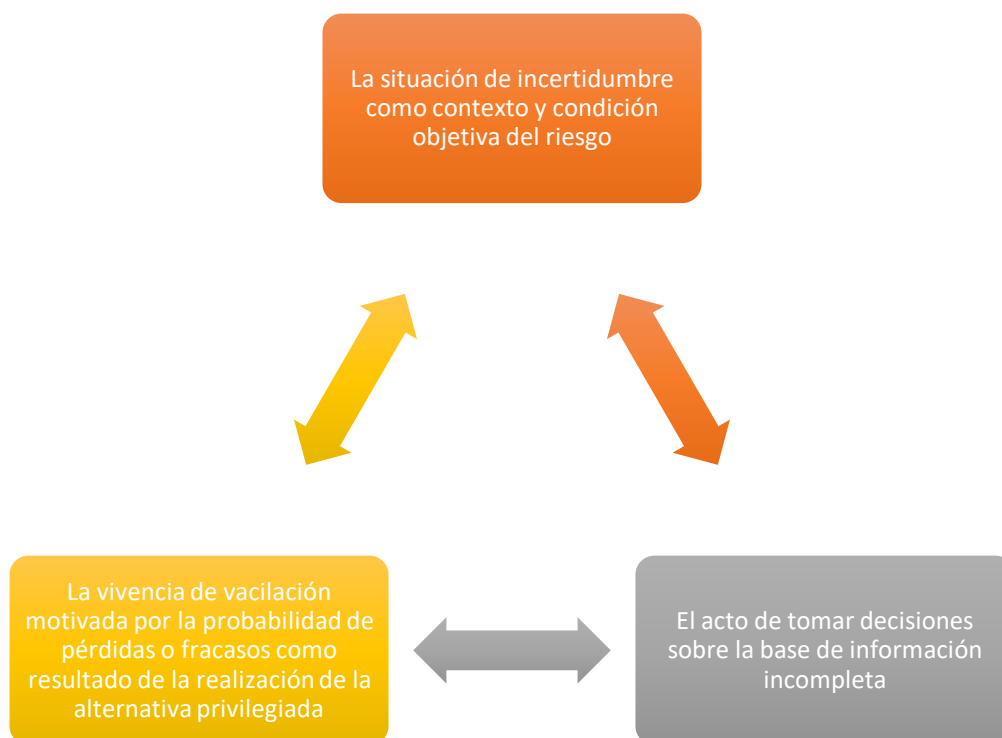 La situación de incertidumbre
como contexto y condición
objetiva del riesgo
La vivencia de vacilación
motivada por la probabilidad de
pérdidas o fracasos como
resultado de la realización de la
alternativa privilegiada
El acto de tomar decisiones
sobre la base de información
incompleta